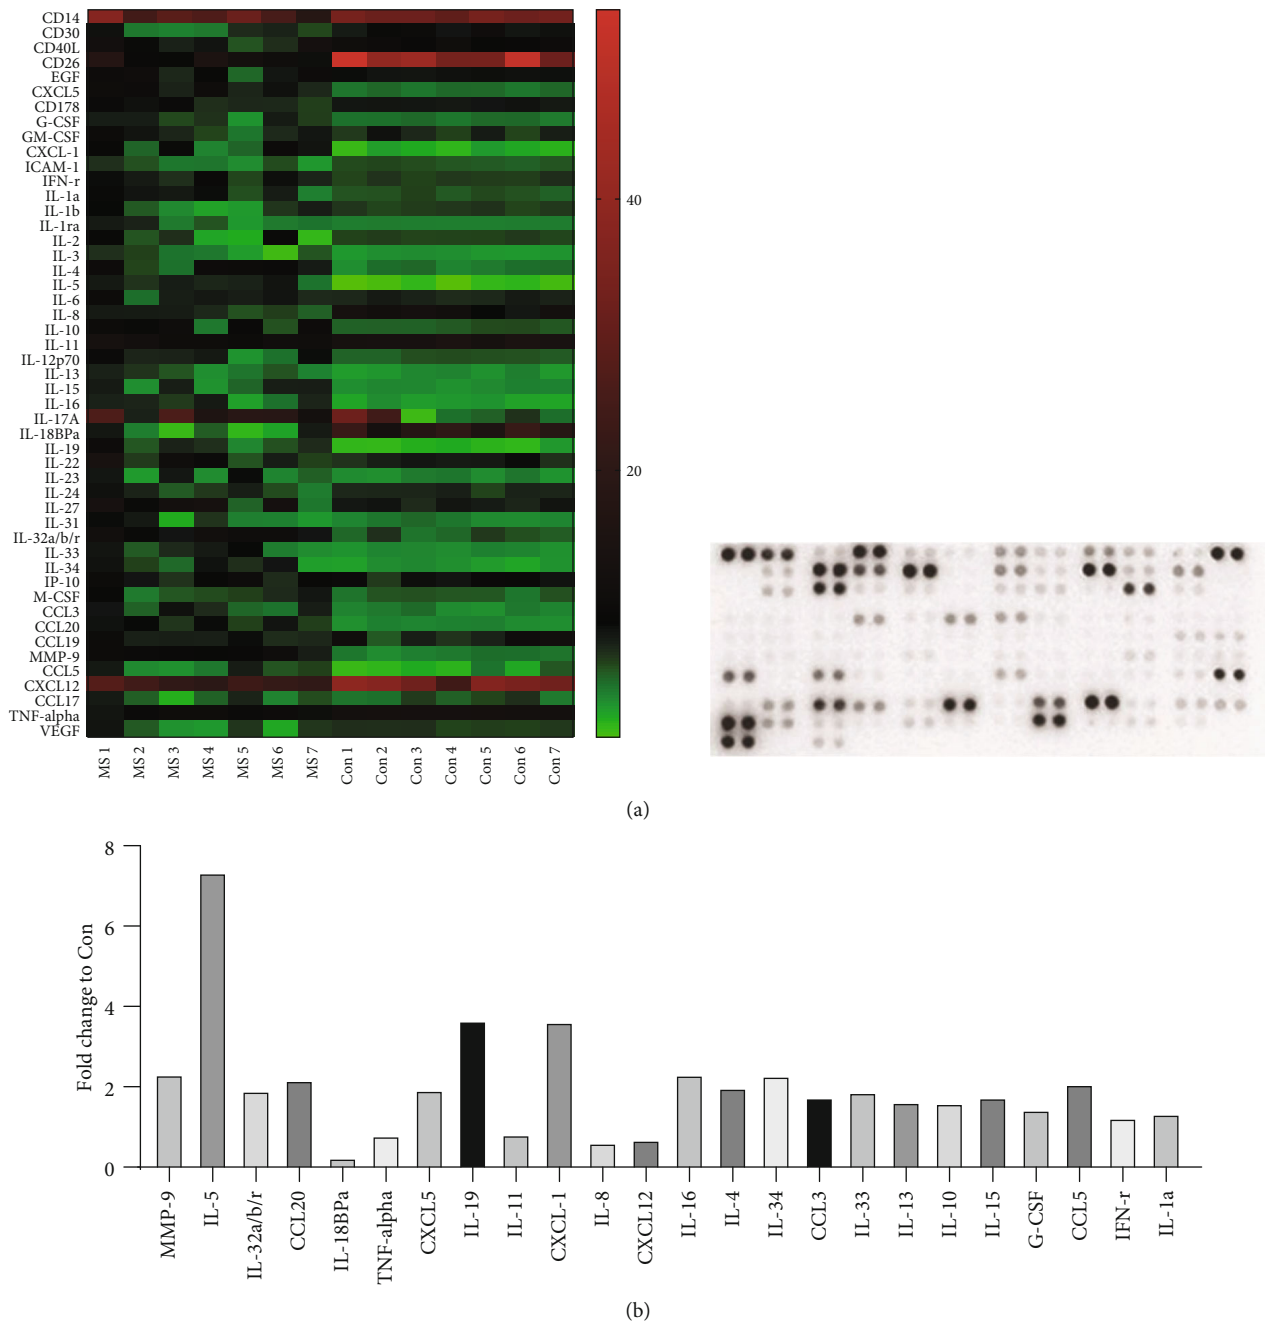 CD14
CD30
CD40L
CD26
EGF
CXCL5
CD178
G-CSF
GM-CSF
CXCL-1
ICAM-1
IFN-r
IL-1a
IL-1b
IL-1ra
IL-2
IL-3
IL-4
IL-5
IL-6
IL-8
IL-10
IL-11
IL-12p70
IL-13
IL-15
IL-16
IL-17A
IL-18BPa
IL-19
IL-22
IL-23
IL-24
IL-27
IL-31
IL-32a/b/r
IL-33
IL-34
IP-10
M-CSF
CCL3
CCL20
CCL19
MMP-9
CCL5
CXCL12
CCL17
TNF-alpha
VEGF
MS 1 MS 2 MS 3 MS 4 MS 5 MS 6 MS 7 Con 1 Con 2 Con 3 Con 4 Con 5 Con 6 Con 7
40
20
(a)
Fold change to Con
8
6
4
2
0
MMP-9 IL-5 IL-32a/b/r CCL20 IL-18BPa TNF-alpha CXCL5 IL-19 IL-11 CXCL-1 IL-8 CXCL12 IL-16 IL-4 IL-34 CCL3 IL-33 IL-13 IL-10 IL-15 G-CSF CCL5 IFN-r IL-1a
(b)